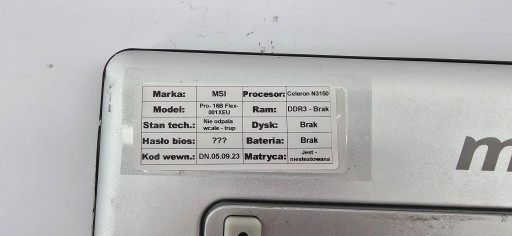 Marka: MSI Procesor: Celeron N3150
Model: Pro- 16B Flex-
001XEU Ram: DDR3 - Brak
Stan tech.: Nie odpala
wcale - trup Dysk: Brak
Hasło bios: ??? Bateria: Brak
Kod wewn.: DN.05.09.23 Matryca: Jest -
nietestowana